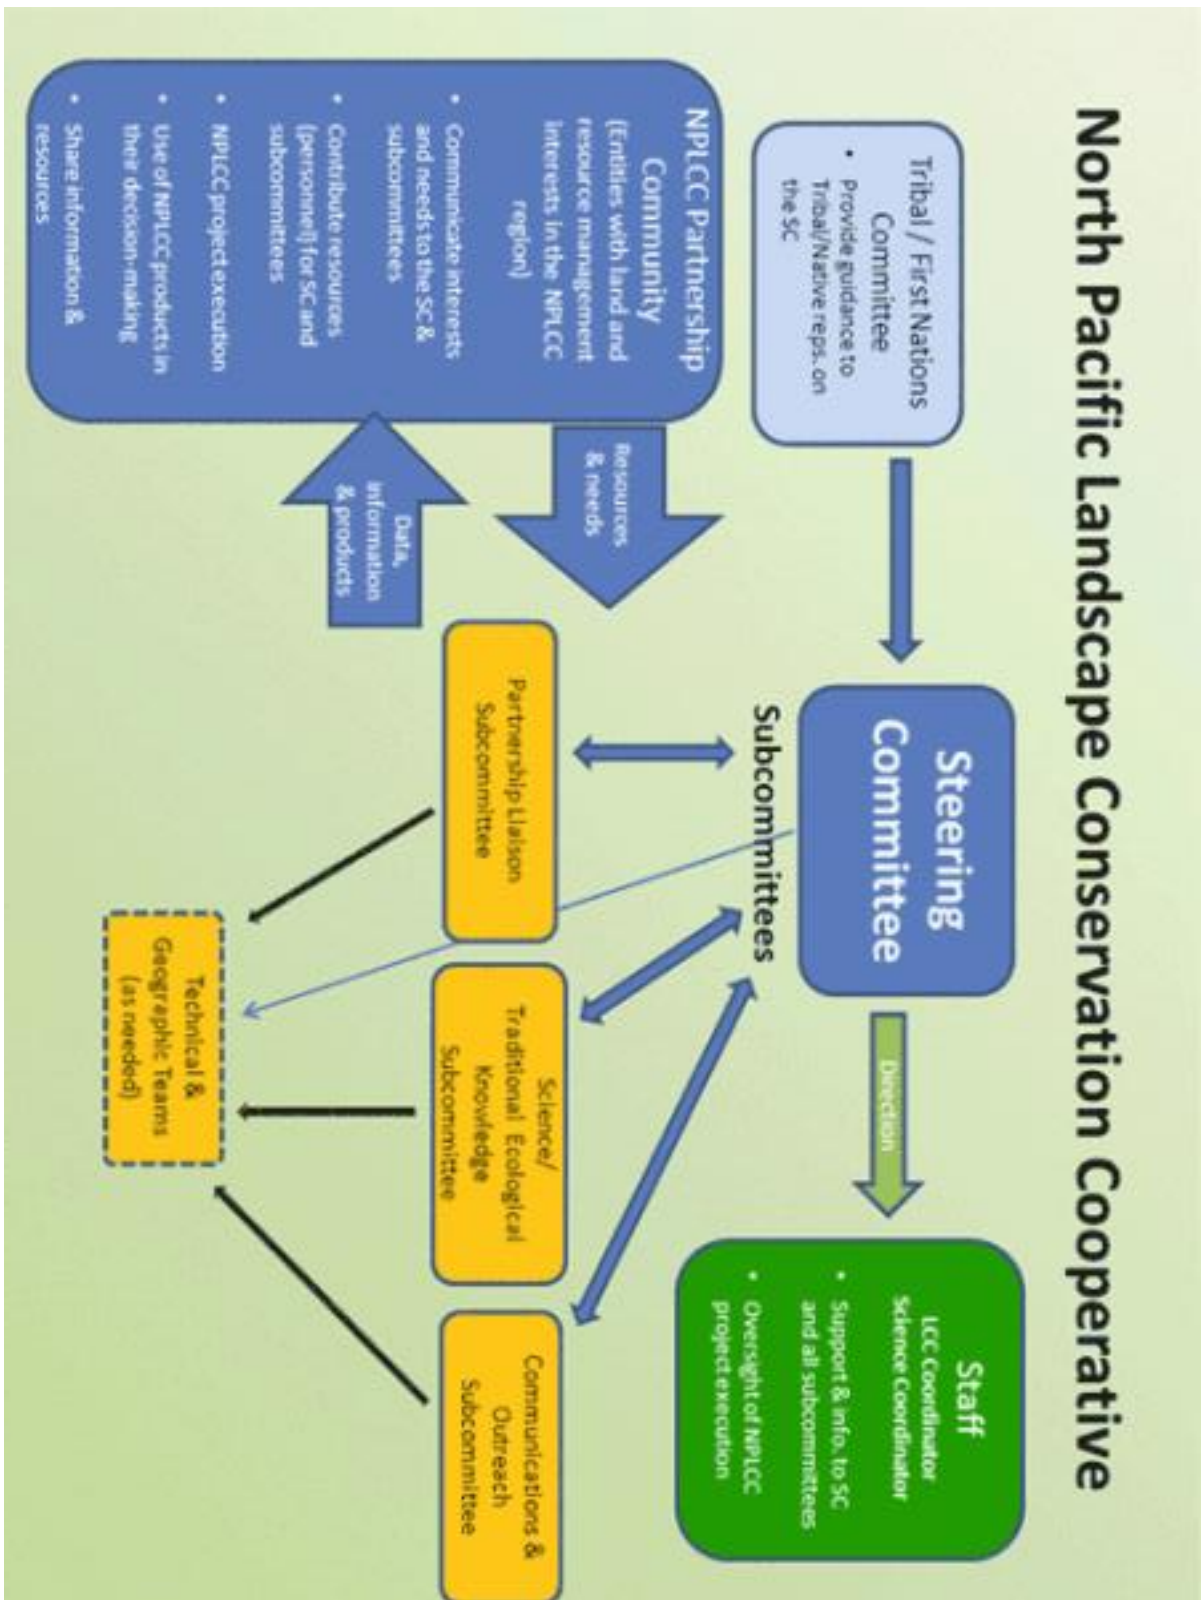 North Pacific Landscape Conservation Cooperative
Tribal / First Nations
Committee
• Provide guidance to
Tribal/Native reps. on
the SC
Steering
Committee
Direction
Staff
LCC Coordinator
Science Coordinator
• Support & info. to SC
and all subcommittees
• Oversight of NPLCC
project execution
NPLCC Partnership
Community
(Entities with land and
resource management
interests in the NPLCC
region)
• Communicate interests
and needs to the SC &
subcommittees
• Contribute resources
(personnel) for SC and
subcommittees
• NPLCC project execution
• Use of NPLCC products in
their decision-making
• Share information &
resources
Resources
& needs
Data,
information
& products
Subcommittees
Partnership Liaison
Subcommittee
Science/
Traditional Ecological
Knowledge
Subcommittee
Communications &
Outreach
Subcommittee
Technical &
Geographic Teams
(as needed)